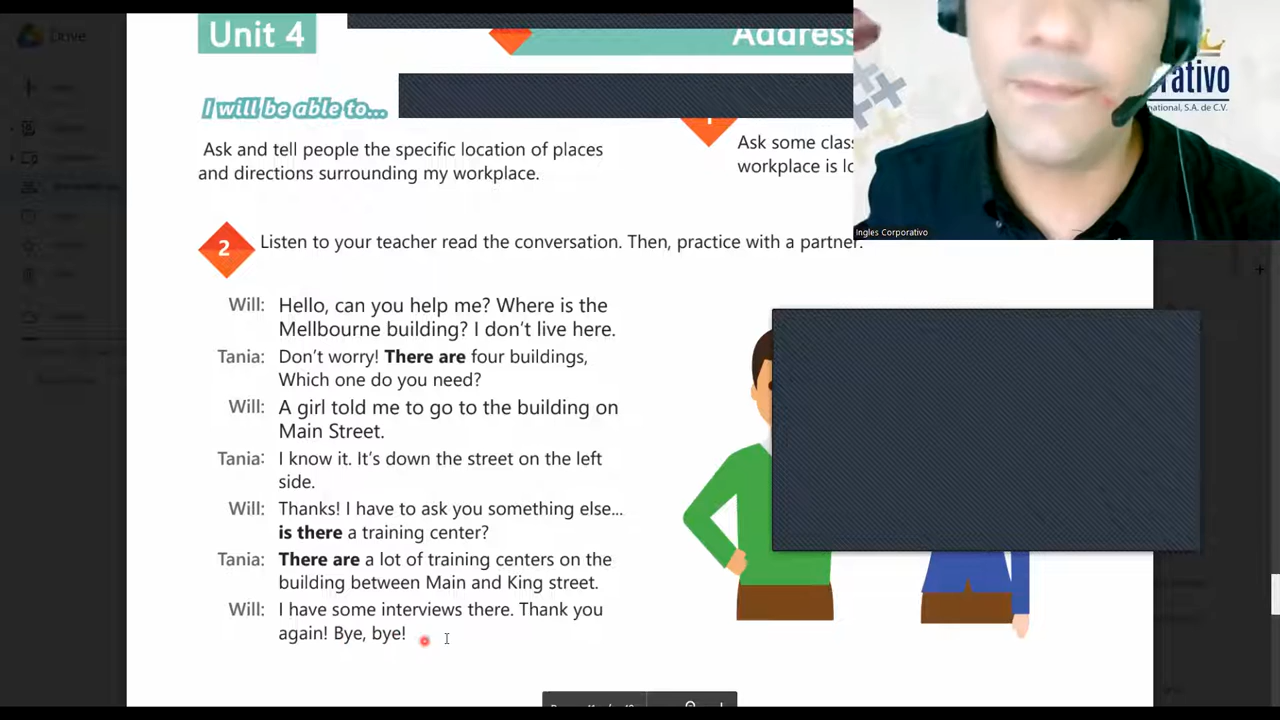 Drive
Unit 4
Address
rativo
national, S.A. de C.V.
I will be able to...
1
Ask and tell people the specific location of places
and directions surrounding my workplace.
Ask some clas
workplace is lo
Ingles Corporativo
2
Listen to your teacher read the conversation. Then, practice with a partner.
Will: Hello, can you help me? Where is the
Mellbourne building? I don't live here.
Tania: Don't worry! There are four buildings,
Which one do you need?
Will: A girl told me to go to the building on
Main Street.
Tania: I know it. It's down the street on the left
side.
Will: Thanks! I have to ask you something else...
is there a training center?
Tania: There are a lot of training centers on the
building between Main and King street.
Will: I have some interviews there. Thank you
again! Bye, bye!